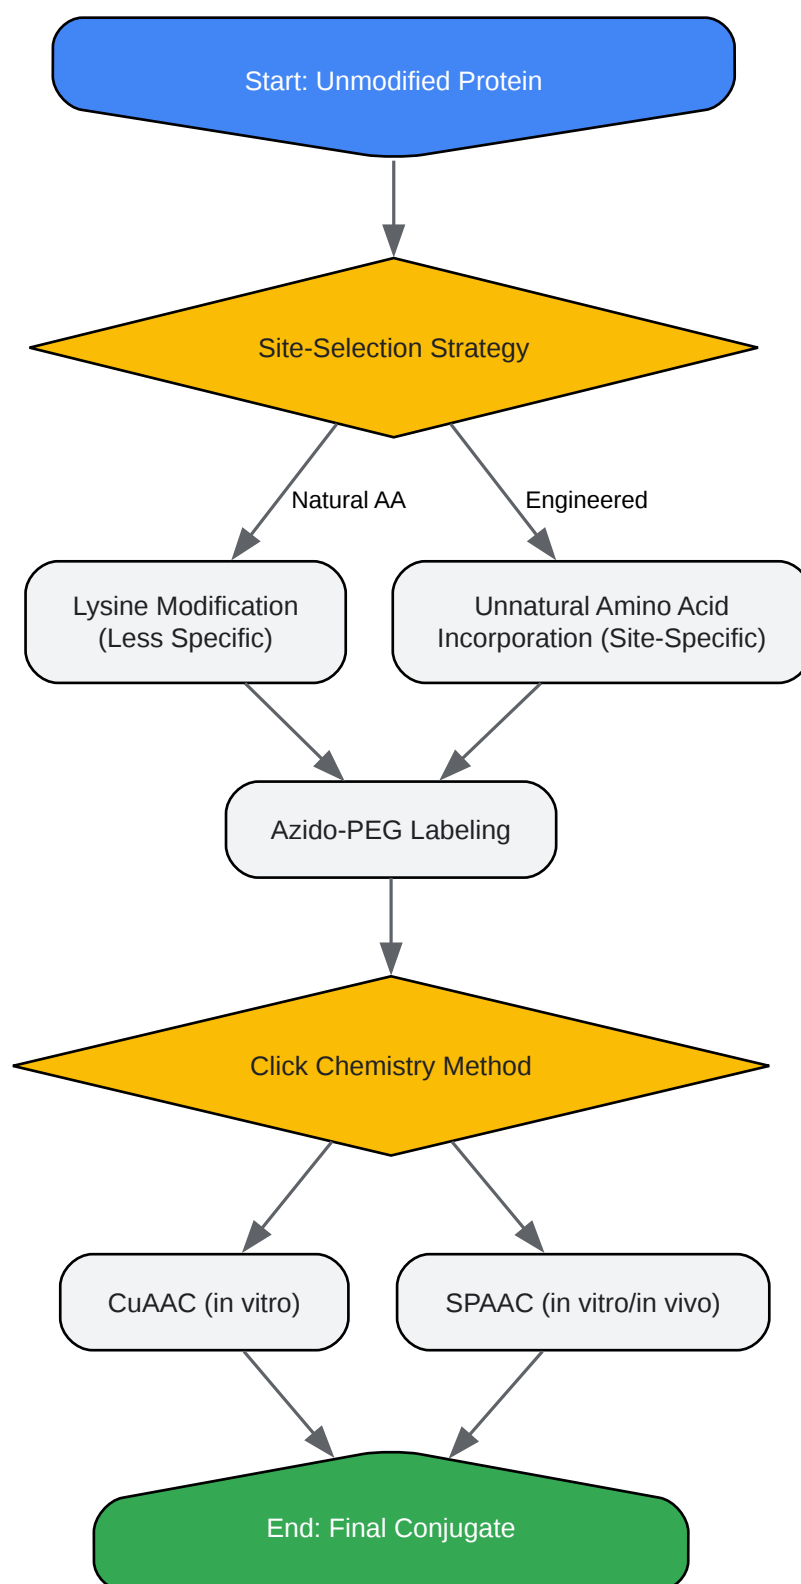 Start: Unmodified Protein
Site-Selection Strategy
Natural AA
Engineered
Lysine Modification
(Less Specific)
Unnatural Amino Acid
Incorporation (Site-Specific)
Azido-PEG Labeling
Click Chemistry Method
CuAAC (in vitro)
SPAAC (in vitro/in vivo)
End: Final Conjugate